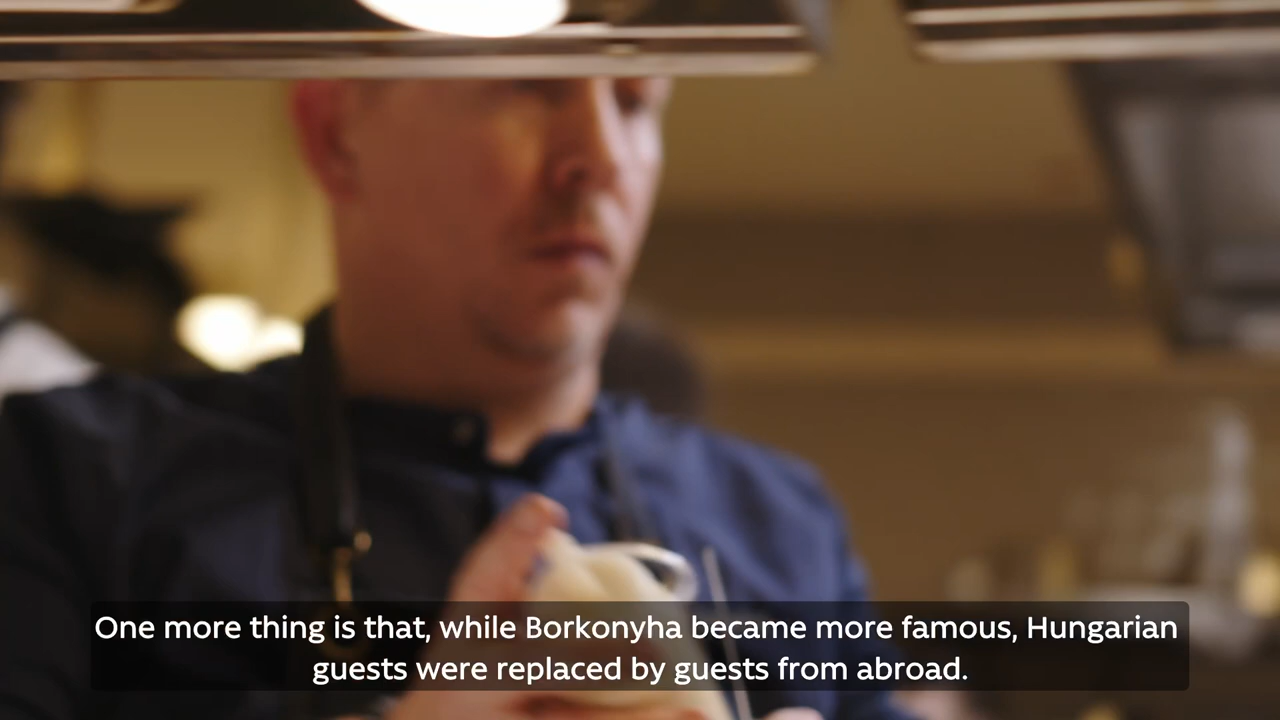 One more thing is that, while Borkonyha became more famous, Hungarian
guests were replaced by guests from abroad.